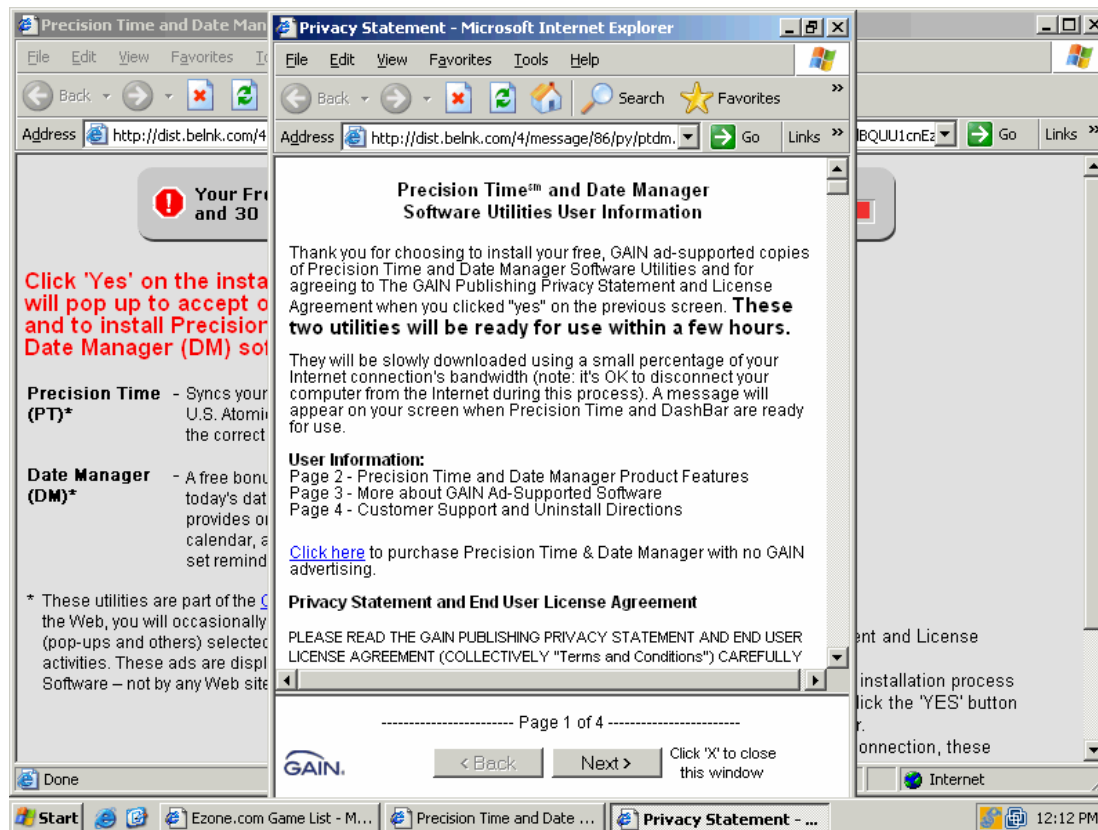 Precision Time and Date Man
File Edit View Favorites To
Back
Address http://dist.belnk.com/4
Your Fre
and 30
Click 'Yes' on the insta
will pop up to accept o
and to install Precision
Date Manager (DM) sof
Precision Time (PT)* - Syncs your
U.S. Atomi
the correct
Date Manager (DM)* - A free bonu
today's dat
provides on
calendar, a
set remind
* These utilities are part of the G
the Web, you will occasionally
(pop-ups and others) selected
activities. These ads are displ
Software – not by any Web site
Done
Privacy Statement - Microsoft Internet Explorer
File Edit View Favorites Tools Help
Back Search Favorites »
Address http://dist.belnk.com/4/message/86/py/ptdm. Go Links »
Precision Time℠ and Date Manager
Software Utilities User Information
Thank you for choosing to install your free, GAIN ad-supported copies
of Precision Time and Date Manager Software Utilities and for
agreeing to The GAIN Publishing Privacy Statement and License
Agreement when you clicked "yes" on the previous screen. These
two utilities will be ready for use within a few hours.
They will be slowly downloaded using a small percentage of your
Internet connection's bandwidth (note: it's OK to disconnect your
computer from the Internet during this process). A message will
appear on your screen when Precision Time and DashBar are ready
for use.
User Information:
Page 2 - Precision Time and Date Manager Product Features
Page 3 - More about GAIN Ad-Supported Software
Page 4 - Customer Support and Uninstall Directions
Click here to purchase Precision Time & Date Manager with no GAIN
advertising.
Privacy Statement and End User License Agreement
PLEASE READ THE GAIN PUBLISHING PRIVACY STATEMENT AND END USER
LICENSE AGREEMENT (COLLECTIVELY "Terms and Conditions") CAREFULLY
------------------------ Page 1 of 4 ------------------------
GAIN. < Back Next > Click 'X' to close
this window
Go Links »
ent and License
installation process
lick the 'YES' button
r.
onnection, these
Internet
Start Ezone.com Game List - M... Precision Time and Date ... Privacy Statement - ... 12:12 PM